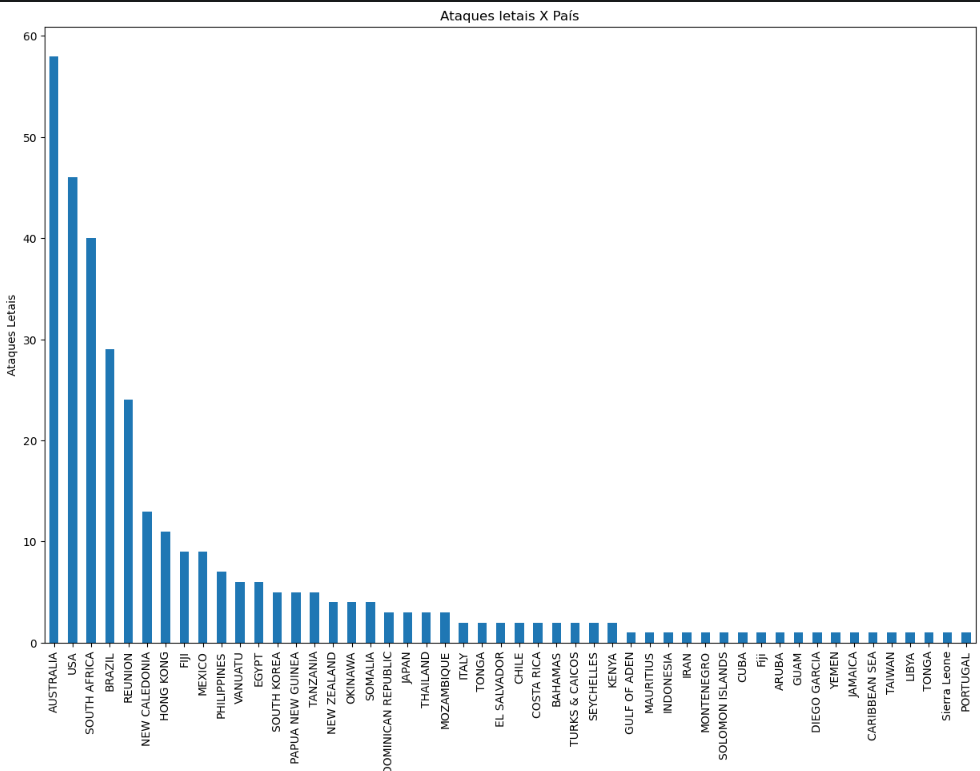 Ataques letais X País
Ataques Letais
60
50
40
30
20
10
0
AUSTRALIA
USA
SOUTH AFRICA
BRAZIL
REUNION
NEW CALEDONIA
HONG KONG
FIJI
MEXICO
PHILIPPINES
VANUATU
EGYPT
SOUTH KOREA
PAPUA NEW GUINEA
TANZANIA
NEW ZEALAND
OKINAWA
SOMALIA
DOMINICAN REPUBLIC
JAPAN
THAILAND
MOZAMBIQUE
ITALY
TONGA
EL SALVADOR
CHILE
COSTA RICA
BAHAMAS
TURKS & CAICOS
SEYCHELLES
KENYA
GULF OF ADEN
MAURITIUS
INDONESIA
IRAN
MONTENEGRO
SOLOMON ISLANDS
CUBA
Fiji
ARUBA
GUAM
DIEGO GARCIA
YEMEN
JAMAICA
CARIBBEAN SEA
TAIWAN
LIBYA
TONGA
Sierra Leone
PORTUGAL